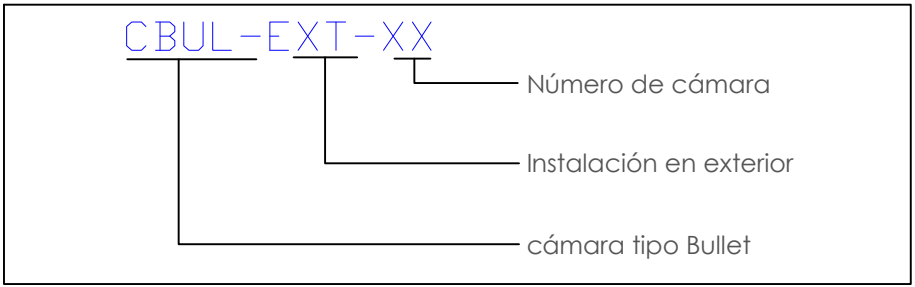 CBUL-EXT-XX
Número de cámara
Instalación en exterior
cámara tipo Bullet